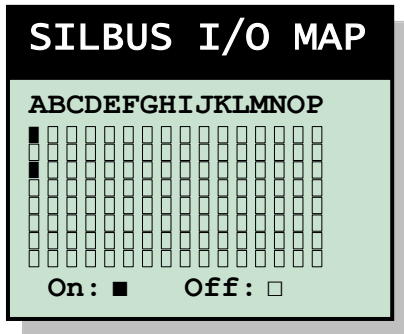 SILBUS I/O MAP
ABCDEFGHIJKLMNOP
On: ■ Off: □